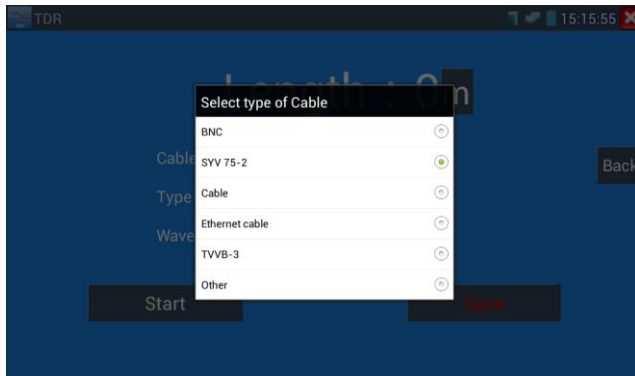 TDR 15:15:55
Length : 0m
Select type of Cable
BNC
SYV 75-2
Cable
Ethernet cable
TVVB-3
Other
Cable
Type
Wave
Back
Start
Save